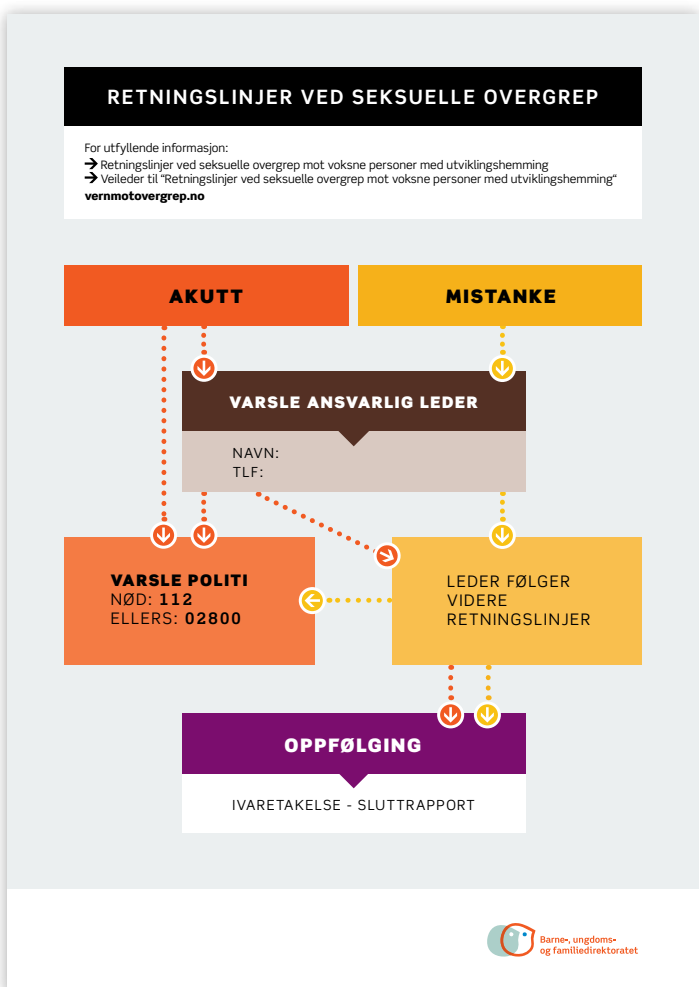 RETNINGSLINJER VED SEKSUELLE OVERGREP
For utfyllende informasjon:
→ Retningslinjer ved seksuelle overgrep mot voksne personer med utviklingshemming
→ Veileder til “Retningslinjer ved seksuelle overgrep mot voksne personer med utviklingshemming“
vernmotovergrep.no
AKUTT
MISTANKE
VARSLE ANSVARLIG LEDER
NAVN:
TLF:
VARSLE POLITI
NØD: 112
ELLERS: 02800
LEDER FØLGER
VIDERE
RETNINGSLINJER
OPPFØLGING
IVARETAKELSE - SLUTTRAPPORT
Barne-, ungdoms-
og familiedirektoratet